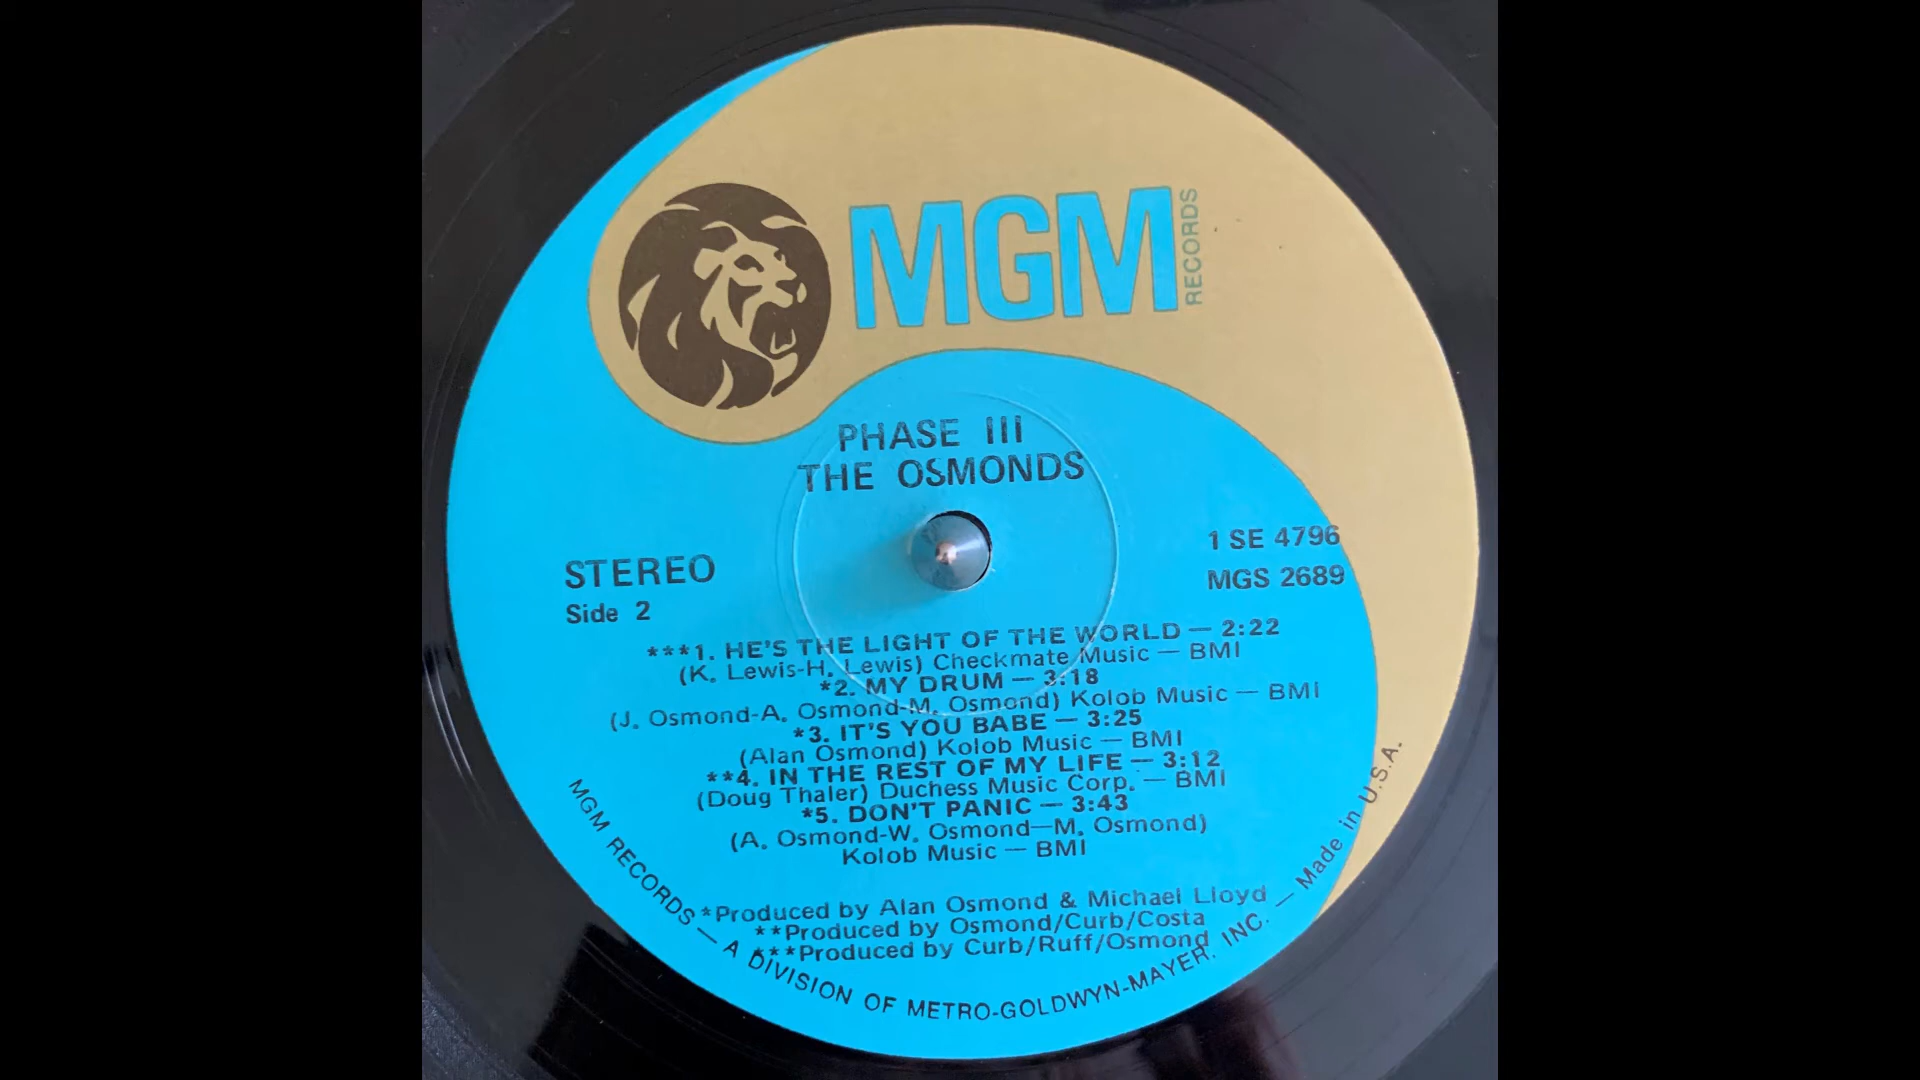 MGM RECORDS
PHASE III
THE OSMONDS
STEREO
Side 2
1 SE 4796
MGS 2689
***1. HE'S THE LIGHT OF THE WORLD — 2:22
(K. Lewis-H. Lewis) Checkmate Music — BMI
*2. MY DRUM — 3:18
(J. Osmond-A. Osmond-M. Osmond) Kolob Music — BMI
*3. IT'S YOU BABE — 3:25
(Alan Osmond) Kolob Music — BMI
**4. IN THE REST OF MY LIFE — 3:12
(Doug Thaler) Duchess Music Corp. — BMI
*5. DON'T PANIC — 3:43
(A. Osmond-W. Osmond—M. Osmond)
Kolob Music — BMI
*Produced by Alan Osmond & Michael Lloyd
**Produced by Osmond/Curb/Costa
***Produced by Curb/Ruff/Osmond
MGM RECORDS — A DIVISION OF METRO-GOLDWYN-MAYER. INC. — Made in U.S.A.